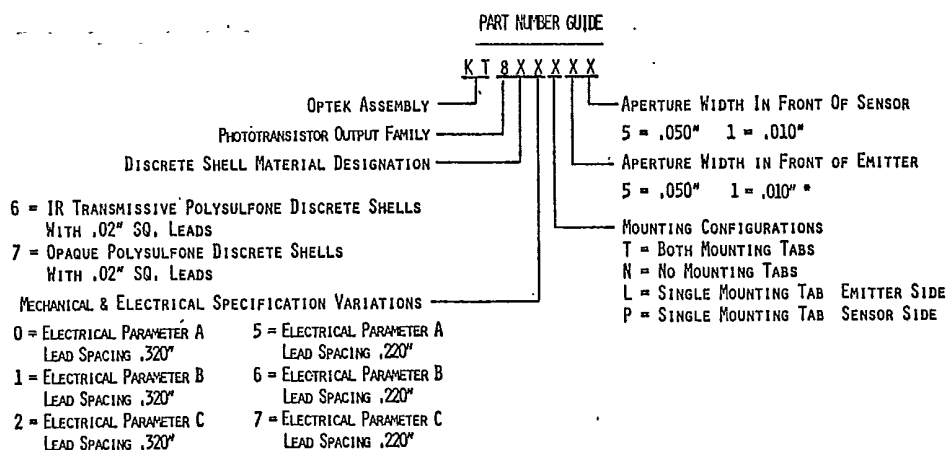 PART NUMBER GUIDE
K T 8 X X X X X
OPTEK ASSEMBLY
PHOTOTRANSISTOR OUTPUT FAMILY
DISCRETE SHELL MATERIAL DESIGNATION
6 = IR TRANSMISSIVE POLYSULFONE DISCRETE SHELLS
WITH .02" SQ. LEADS
7 = OPAQUE POLYSULFONE DISCRETE SHELLS
WITH .02" SQ. LEADS
MECHANICAL & ELECTRICAL SPECIFICATION VARIATIONS
0 = ELECTRICAL PARAMETER A
LEAD SPACING .320"
1 = ELECTRICAL PARAMETER B
LEAD SPACING .320"
2 = ELECTRICAL PARAMETER C
LEAD SPACING .320"
5 = ELECTRICAL PARAMETER A
LEAD SPACING .220"
6 = ELECTRICAL PARAMETER B
LEAD SPACING .220"
7 = ELECTRICAL PARAMETER C
LEAD SPACING .220"
APERTURE WIDTH IN FRONT OF SENSOR
5 = .050" 1 = .010"
APERTURE WIDTH IN FRONT OF EMITTER
5 = .050" 1 = .010" *
MOUNTING CONFIGURATIONS
T = BOTH MOUNTING TABS
N = NO MOUNTING TABS
L = SINGLE MOUNTING TAB EMITTER SIDE
P = SINGLE MOUNTING TAB SENSOR SIDE